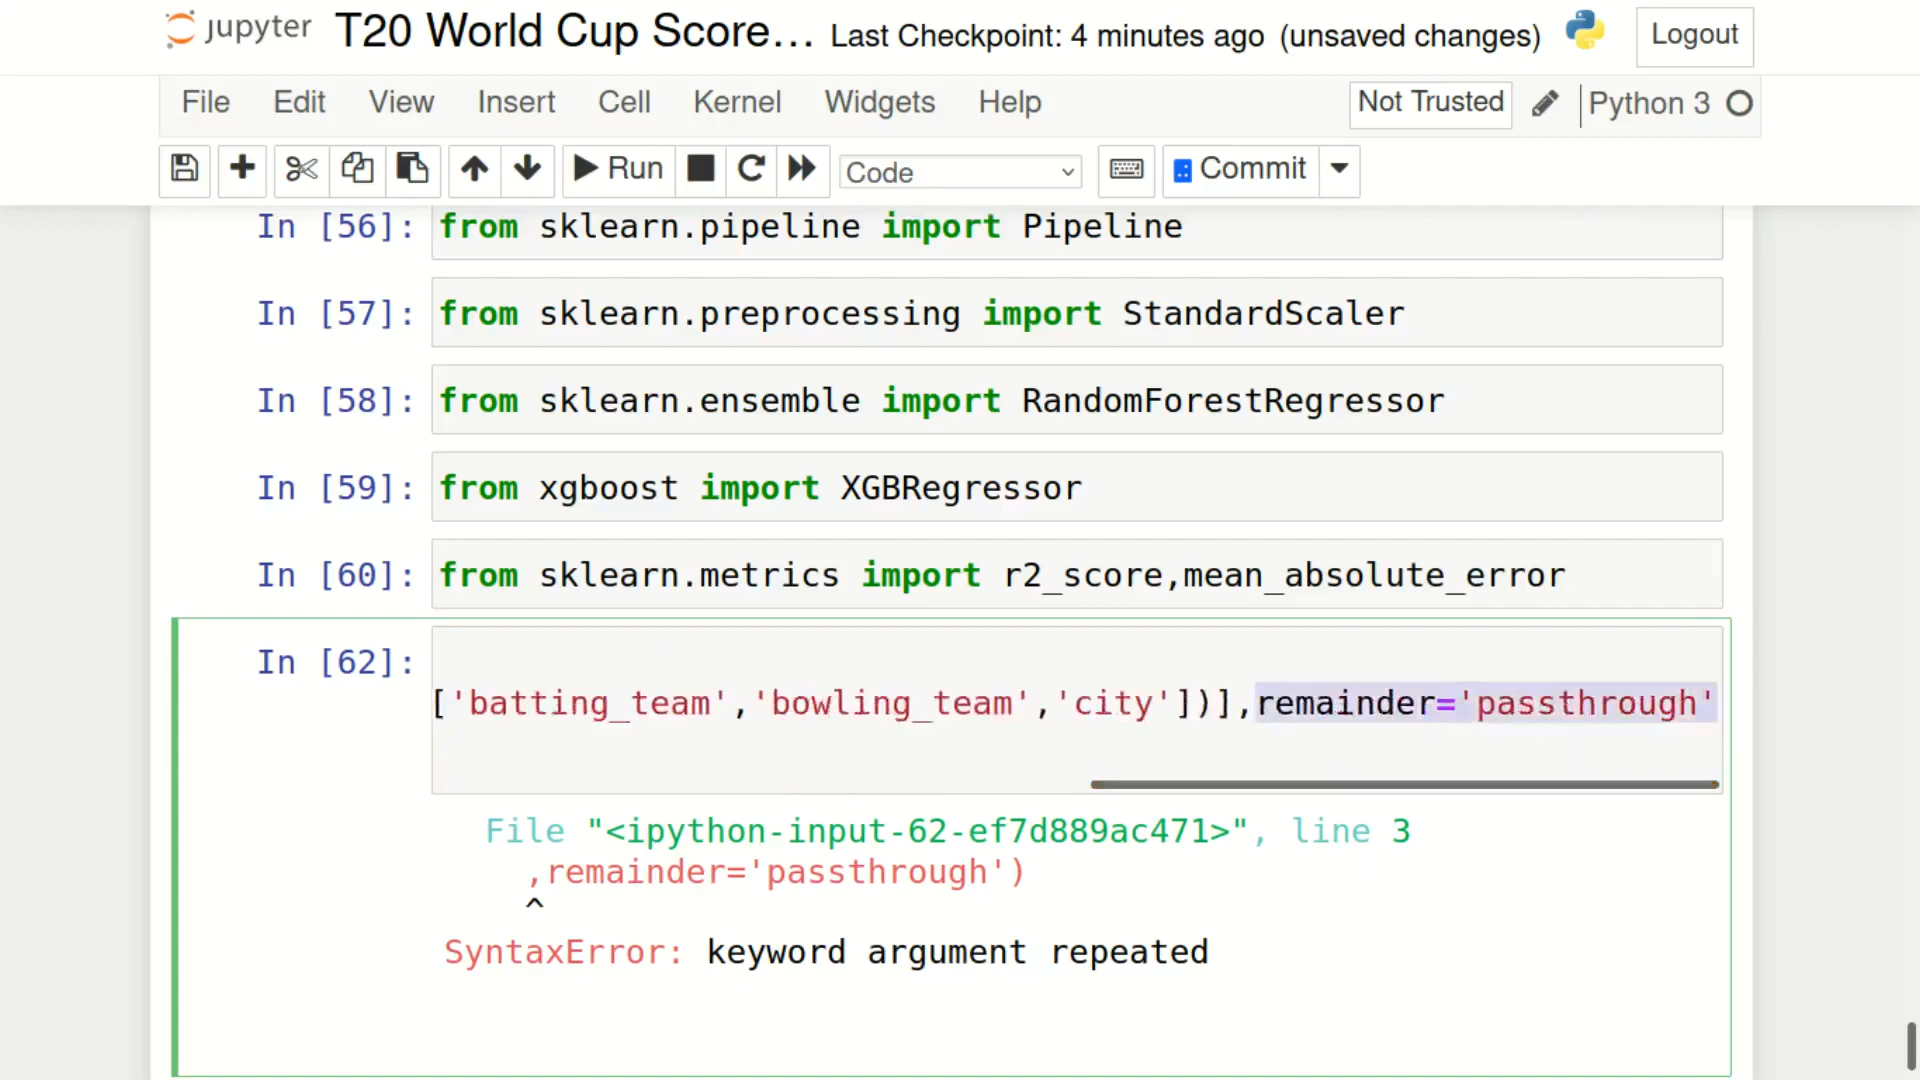 jupyter T20 World Cup Score... Last Checkpoint: 4 minutes ago (unsaved changes) Logout
File Edit View Insert Cell Kernel Widgets Help Not Trusted Python 3
Run Code Commit
In [56]: from sklearn.pipeline import Pipeline
In [57]: from sklearn.preprocessing import StandardScaler
In [58]: from sklearn.ensemble import RandomForestRegressor
In [59]: from xgboost import XGBRegressor
In [60]: from sklearn.metrics import r2_score,mean_absolute_error
In [62]:
['batting_team','bowling_team','city'])],remainder='passthrough'
File "<ipython-input-62-ef7d889ac471>", line 3
,remainder='passthrough')
^
SyntaxError: keyword argument repeated